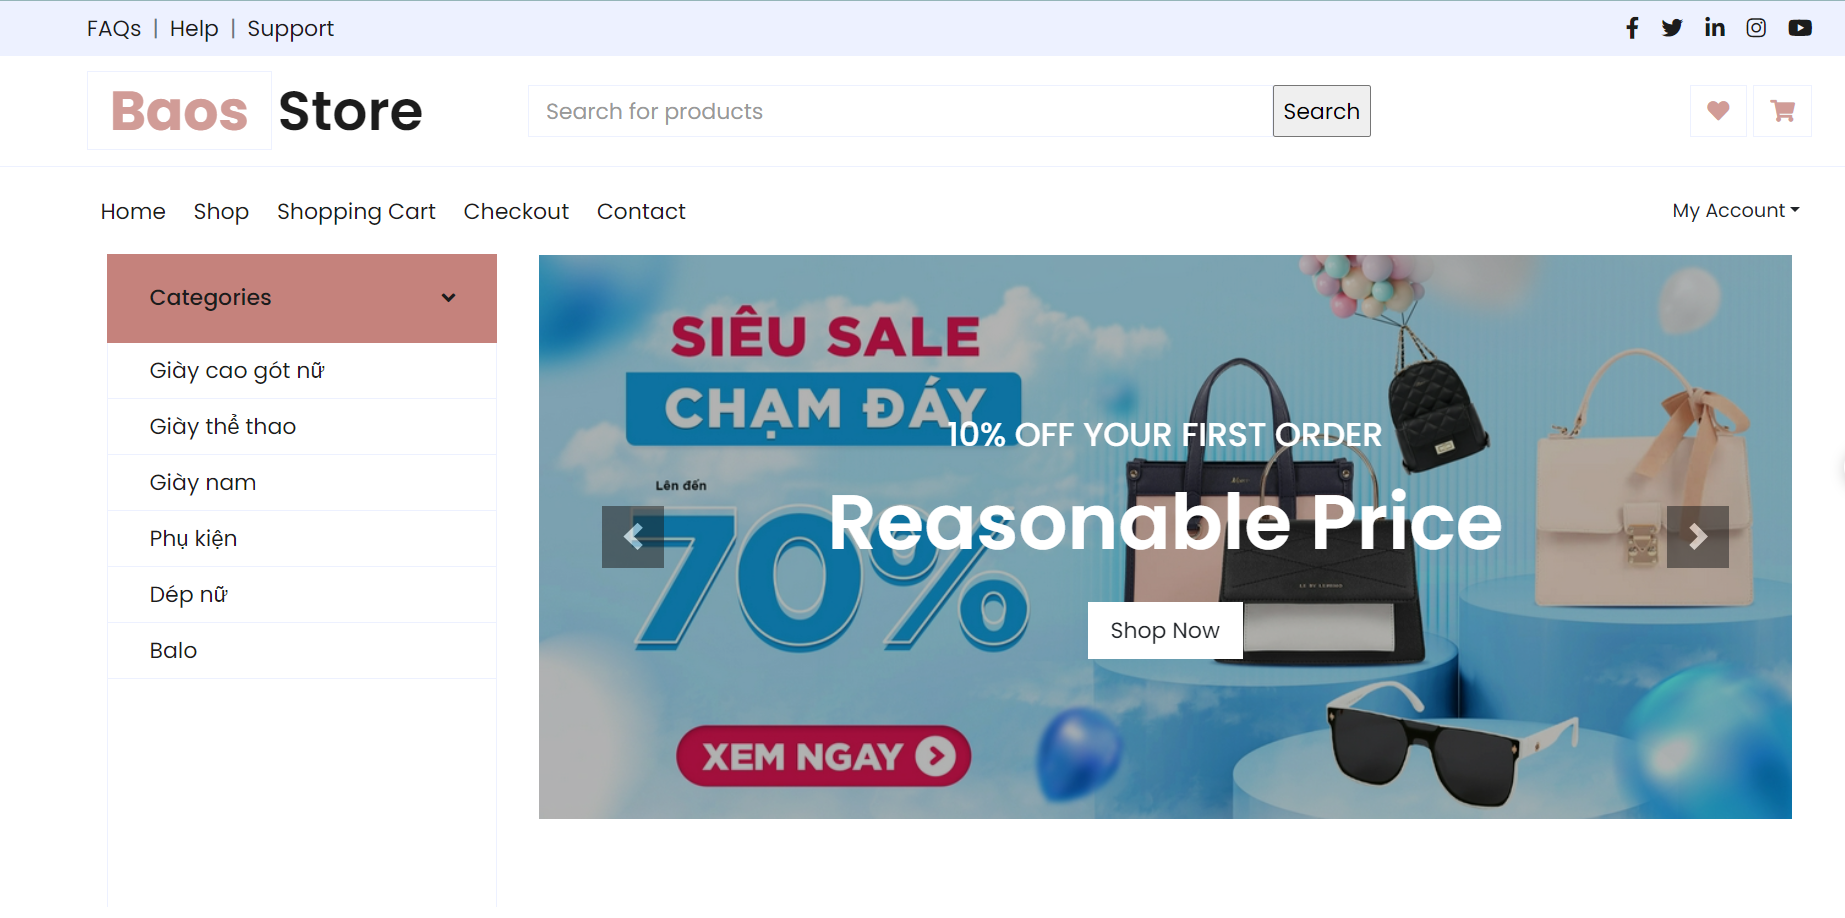 FAQs | Help | Support
Baos Store
Search for products
Search
Home Shop Shopping Cart Checkout Contact
My Account
Categories
Giày cao gót nữ
Giày thể thao
Giày nam
Phụ kiện
Dép nữ
Balo
SIÊU SALE
CHẠM ĐÁY
10% OFF YOUR FIRST ORDER
Lên đến
70%
Reasonable Price
Shop Now
XEM NGAY